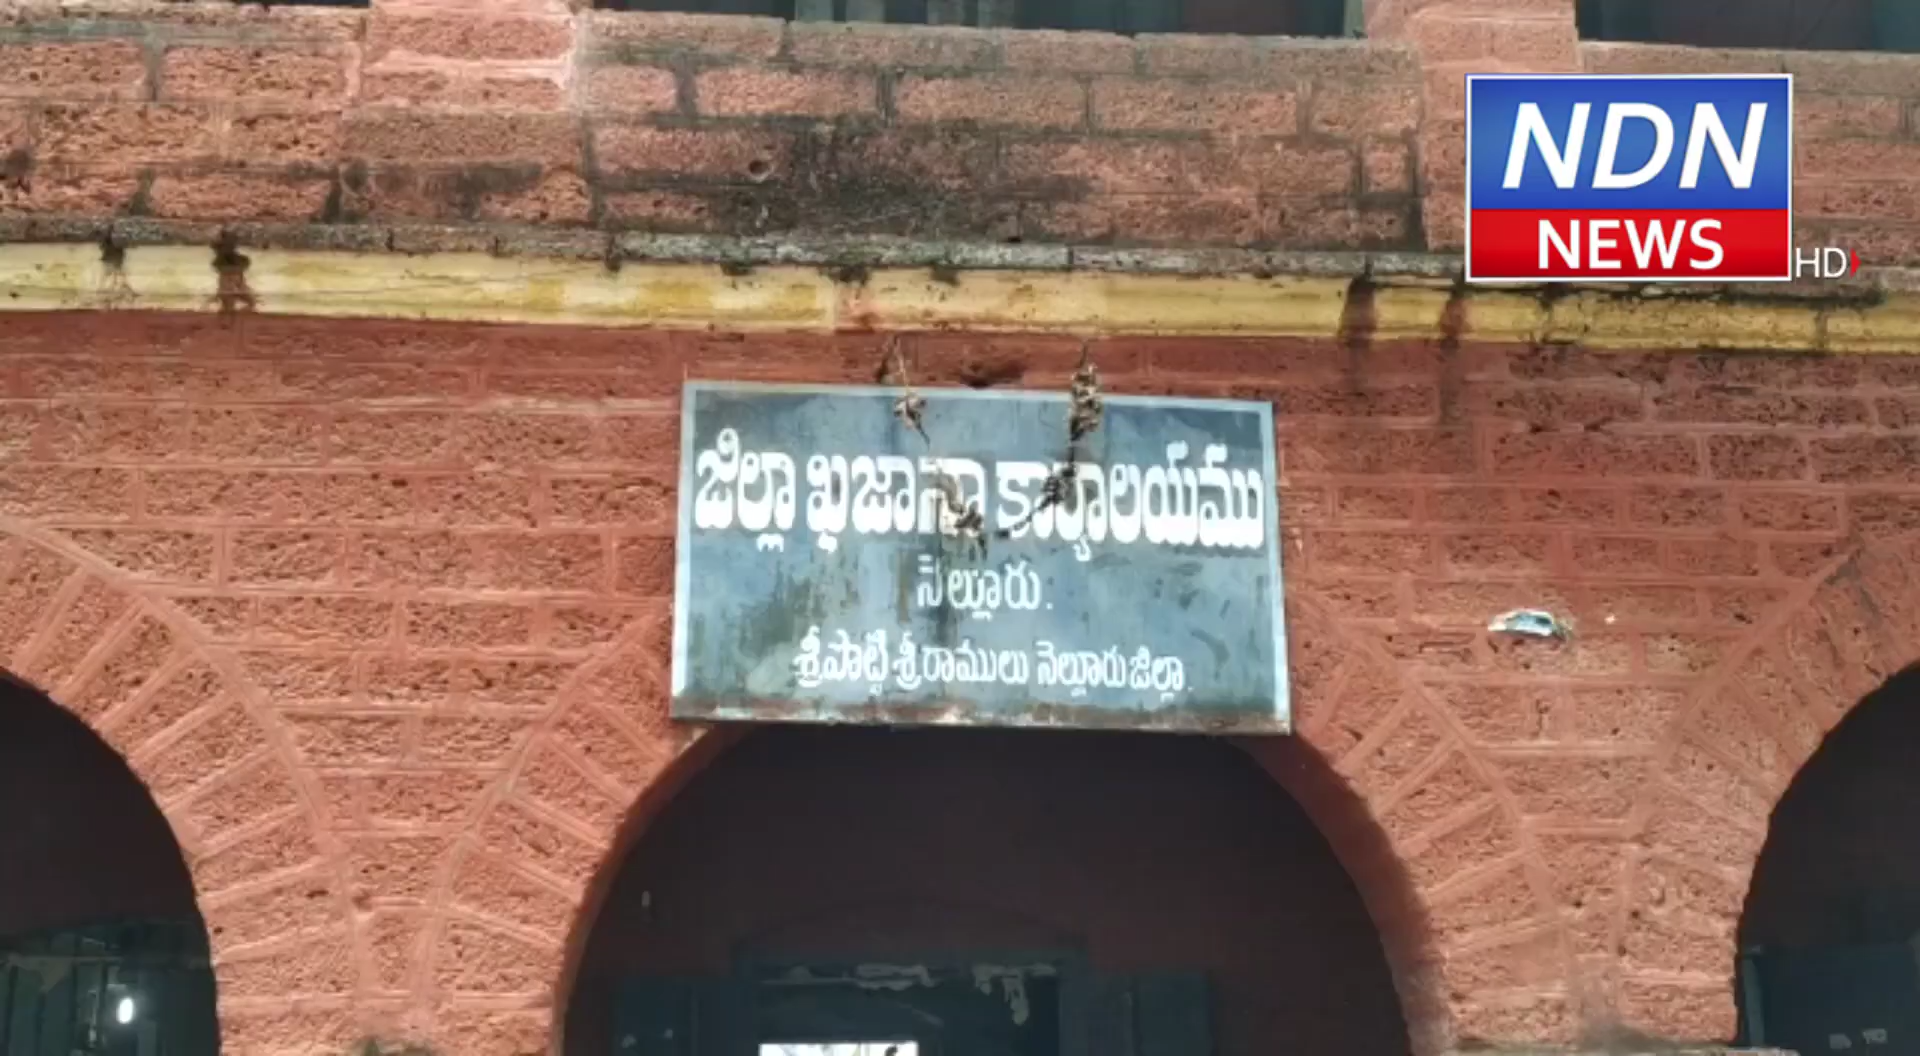 NDN
NEWS
HD
జిల్లా ఖజానా కార్యాలయము
నెల్లూరు.
శ్రీపొట్టి శ్రీరాములు నెల్లూరు జిల్లా.